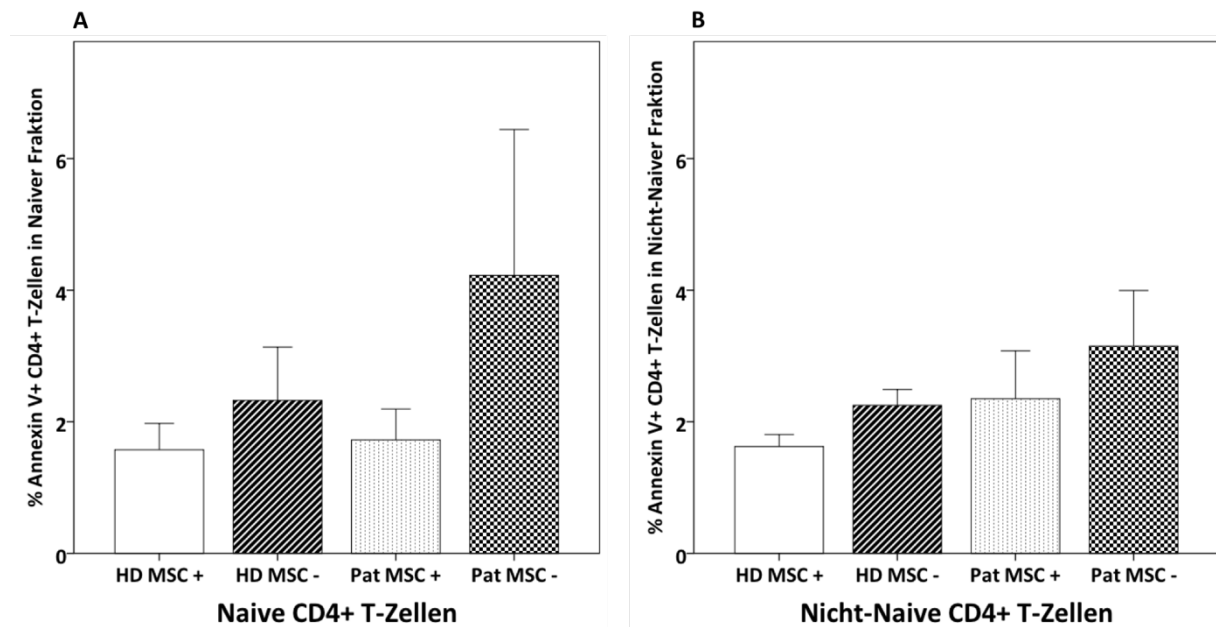 A
% Annexin V+ CD4+ T-Zellen in Naiver Fraktion
6
4
2
0
HD MSC + HD MSC - Pat MSC + Pat MSC -
Naive CD4+ T-Zellen
B
% Annexin V+ CD4+ T-Zellen in Nicht-Naiver Fraktion
6
4
2
0
HD MSC + HD MSC - Pat MSC + Pat MSC -
Nicht-Naive CD4+ T-Zellen